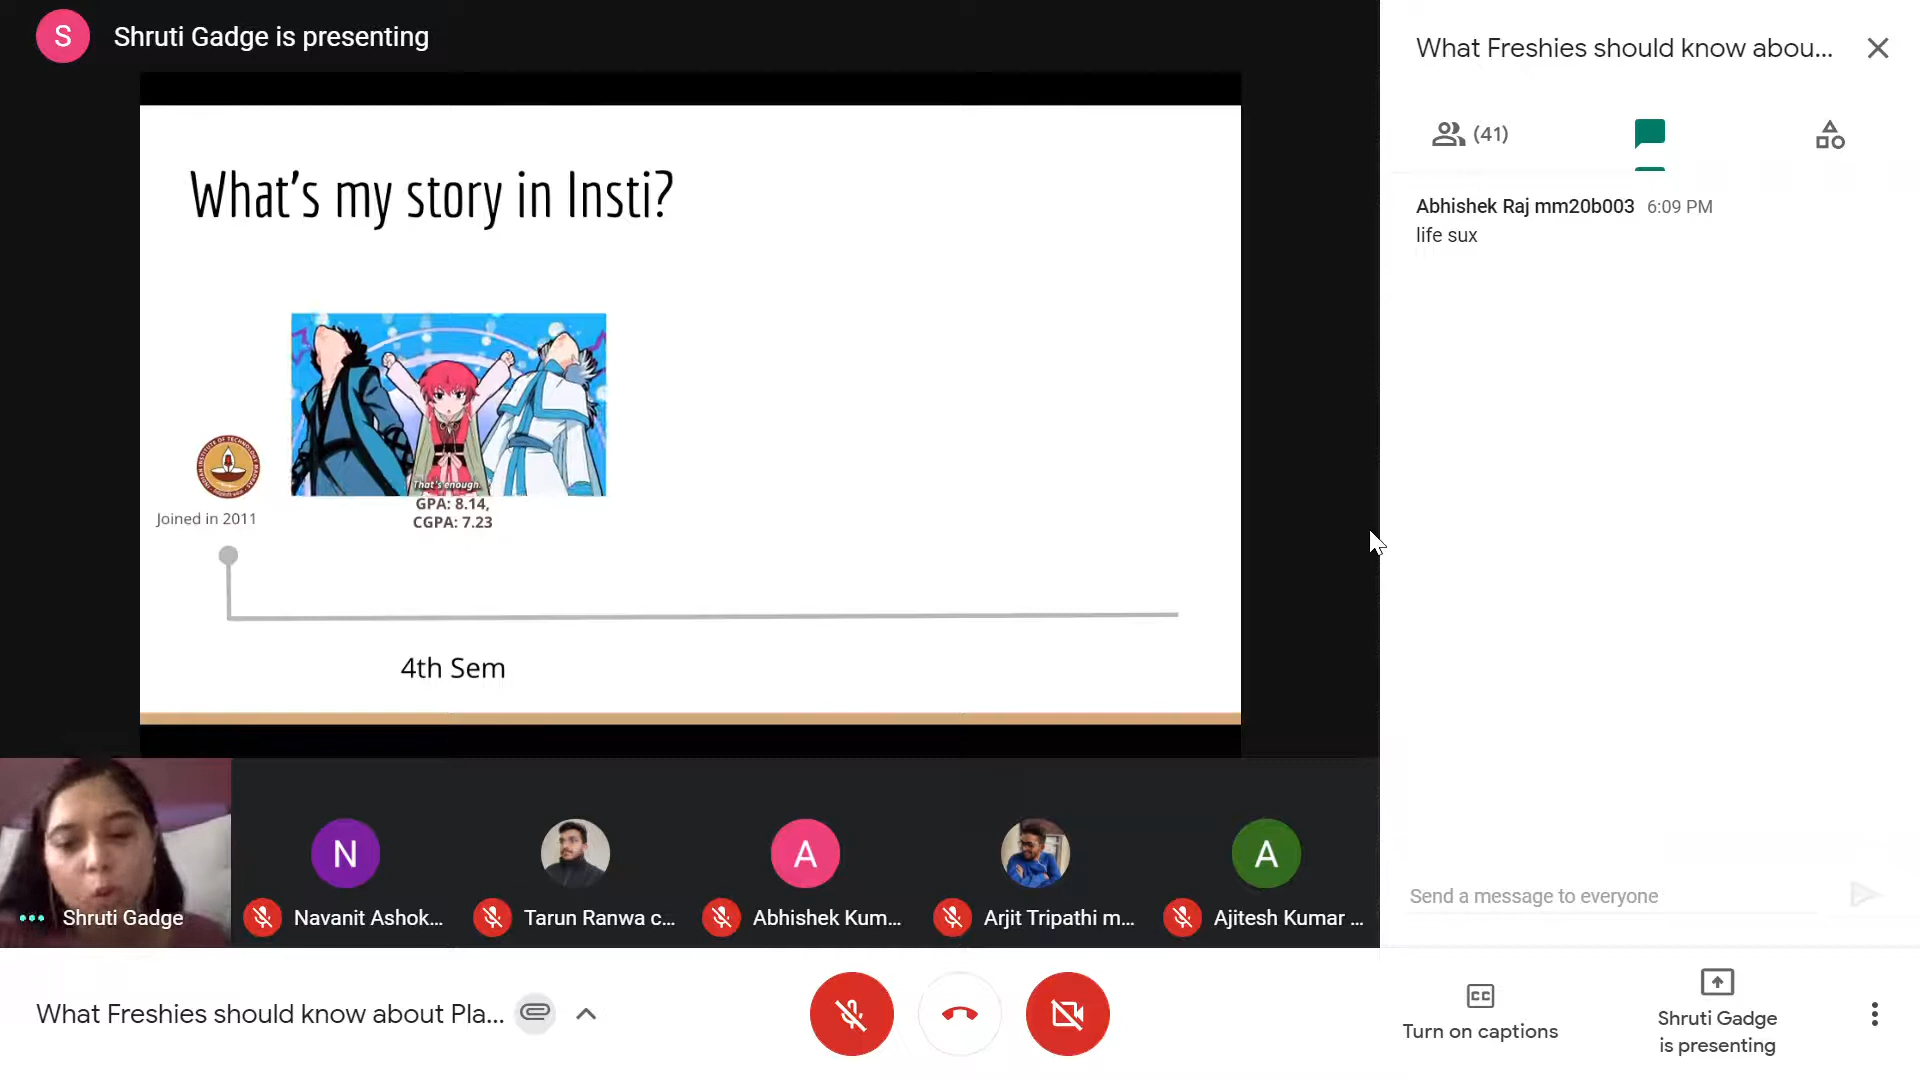 S
Shruti Gadge is presenting
What Freshies should know abou...
(41)
Abhishek Raj mm20b003 6:09 PM
life sux
What's my story in Insti?
That's enough.
GPA: 8.14,
CGPA: 7.23
Joined in 2011
4th Sem
N
A
A
Shruti Gadge
Navanit Ashok...
Tarun Ranwa c...
Abhishek Kum...
Arjit Tripathi m...
Ajitesh Kumar ...
Send a message to everyone
What Freshies should know about Pla...
CC
Turn on captions
Shruti Gadge
is presenting